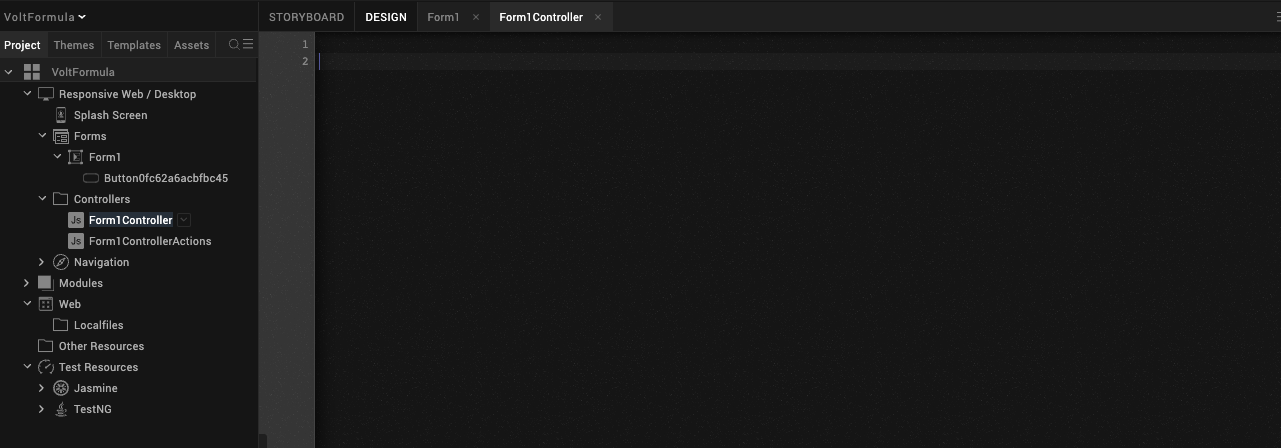 VoltFormula
STORYBOARD DESIGN Form1 × Form1Controller ×
Project Themes Templates Assets
VoltFormula
Responsive Web / Desktop
Splash Screen
Forms
Form1
Button0fc62a6acbfbc45
Controllers
Js Form1Controller
Js Form1ControllerActions
Navigation
Modules
Web
Localfiles
Other Resources
Test Resources
Jasmine
TestNG
1
2